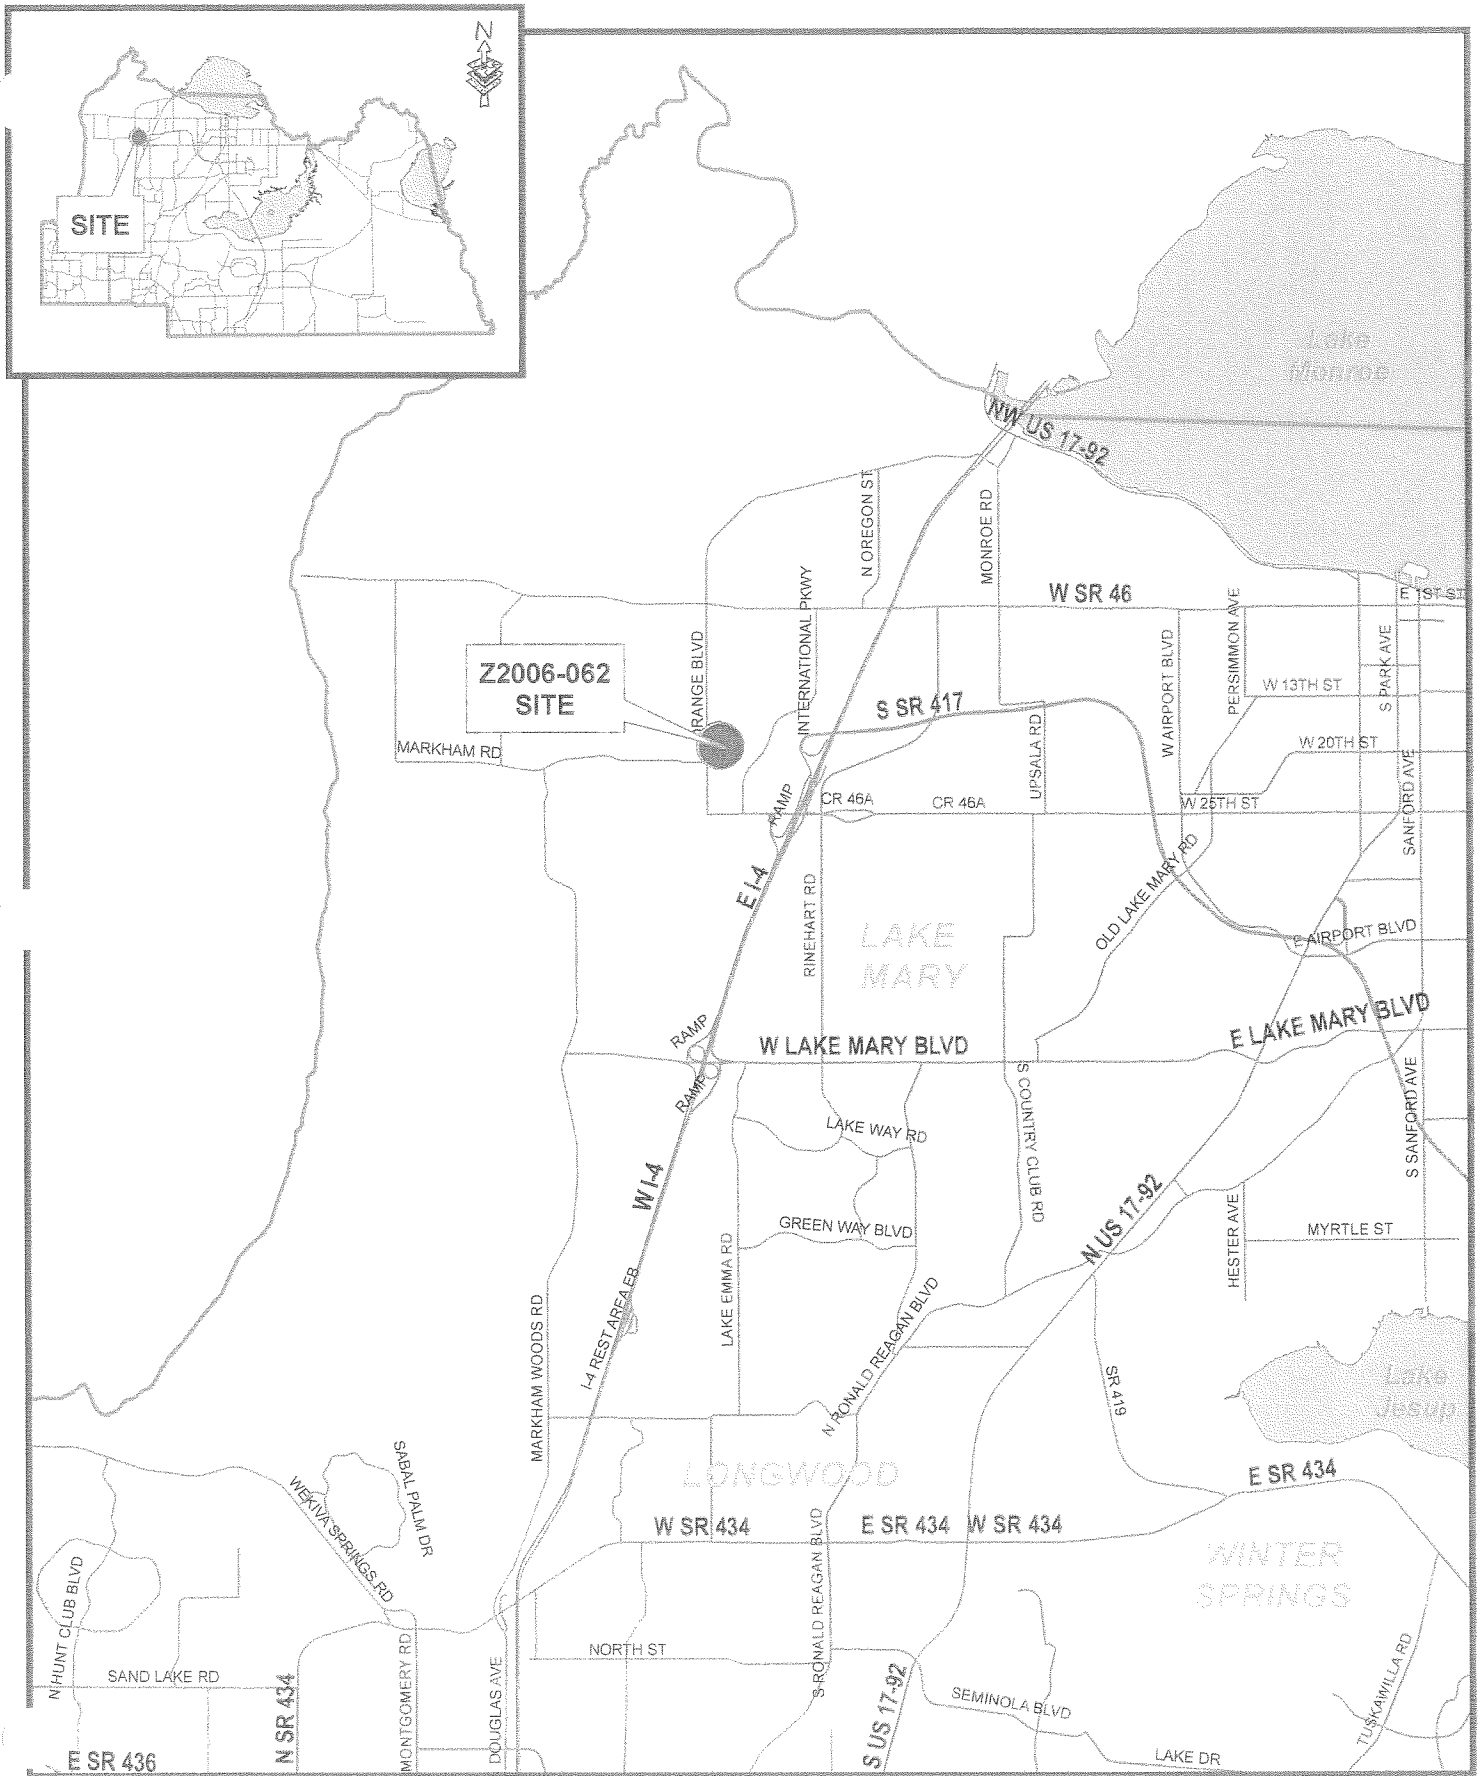 N
SITE
Lake
Monroe
NW US 17-92
N OREGON ST
MONROE RD
W SR 46
E 1ST ST
INTERNATIONAL PKWY
W AIRPORT BLVD
PERSIMMON AVE
S PARK AVE
Z2006-062
SITE
RANGE BLVD
W 13TH ST
S SR 417
MARKHAM RD
UPSALA RD
W 20TH ST
SANFORD AVE
RAMP
CR 46A
CR 46A
W 25TH ST
E I-4
RINEHART RD
OLD LAKE MARY RD
LAKE
MARY
E AIRPORT BLVD
RAMP
W LAKE MARY BLVD
E LAKE MARY BLVD
RAMP
S COUNTRY CLUB RD
S SANFORD AVE
LAKE WAY RD
W I-4
N US 17-92
GREEN WAY BLVD
HESTER AVE
MYRTLE ST
LAKE EMMA RD
I-4 REST AREA EB
MARKHAM WOODS RD
N RONALD REAGAN BLVD
SR 419
Lake
Jesup
SABAL PALM DR
WEKIVA SPRINGS RD
LONGWOOD
E SR 434
W SR 434
E SR 434
W SR 434
WINTER
SPRINGS
N HUNT CLUB BLVD
S RONALD REAGAN BLVD
NORTH ST
SAND LAKE RD
N SR 434
MONTGOMERY RD
DOUGLAS AVE
S US 17-92
SEMINOLA BLVD
TUSKAWILLA RD
E SR 436
LAKE DR